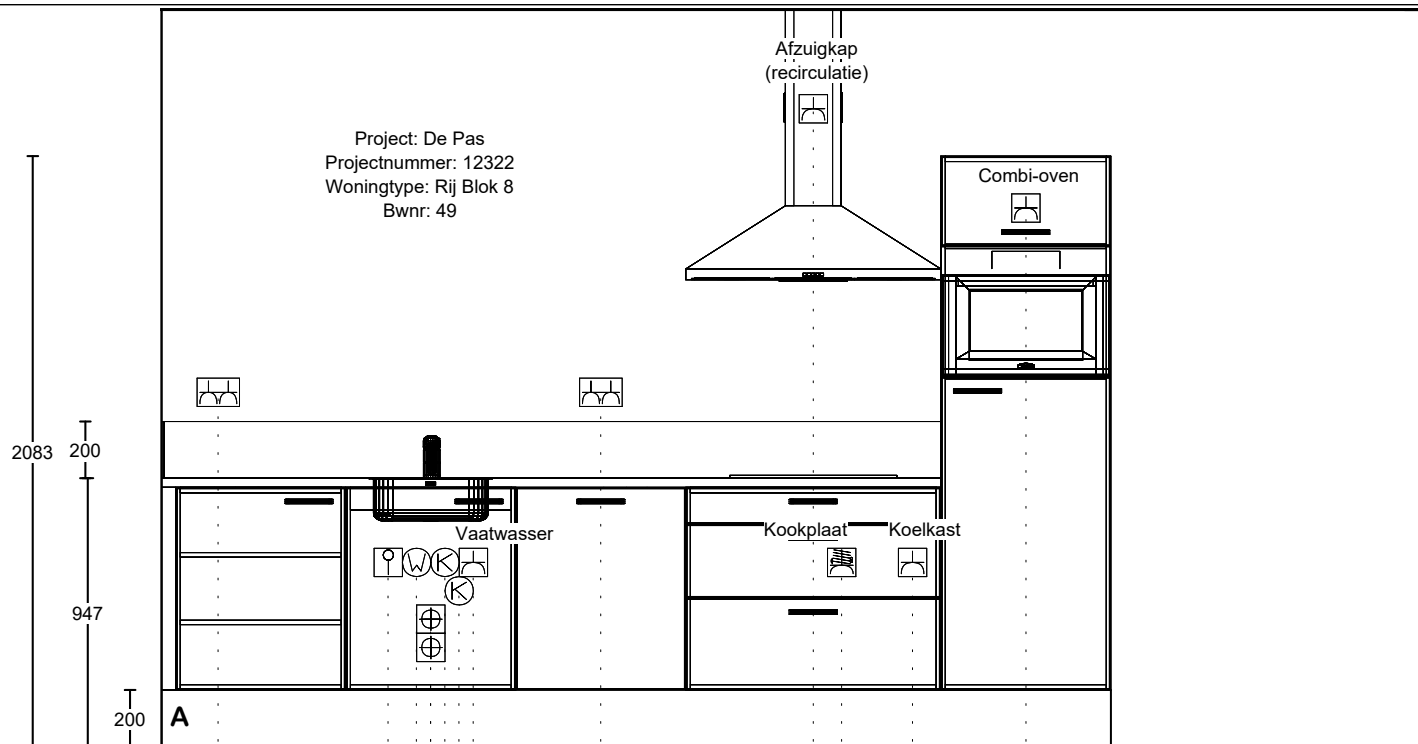 Afzuigkap
(recirculatie)
Project: De Pas
Projectnummer: 12322
Woningtype: Rij Blok 8
Bwnr: 49
Combi-oven
2083
200
Vaatwasser
Kookplaat
Koelkast
W
K
K
947
200
A